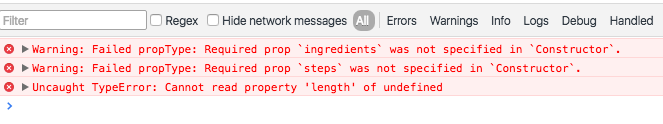 Filter Regex Hide network messages All Errors Warnings Info Logs Debug Handled
Warning: Failed propType: Required prop `ingredients` was not specified in `Constructor`.
Warning: Failed propType: Required prop `steps` was not specified in `Constructor`.
Uncaught TypeError: Cannot read property 'length' of undefined